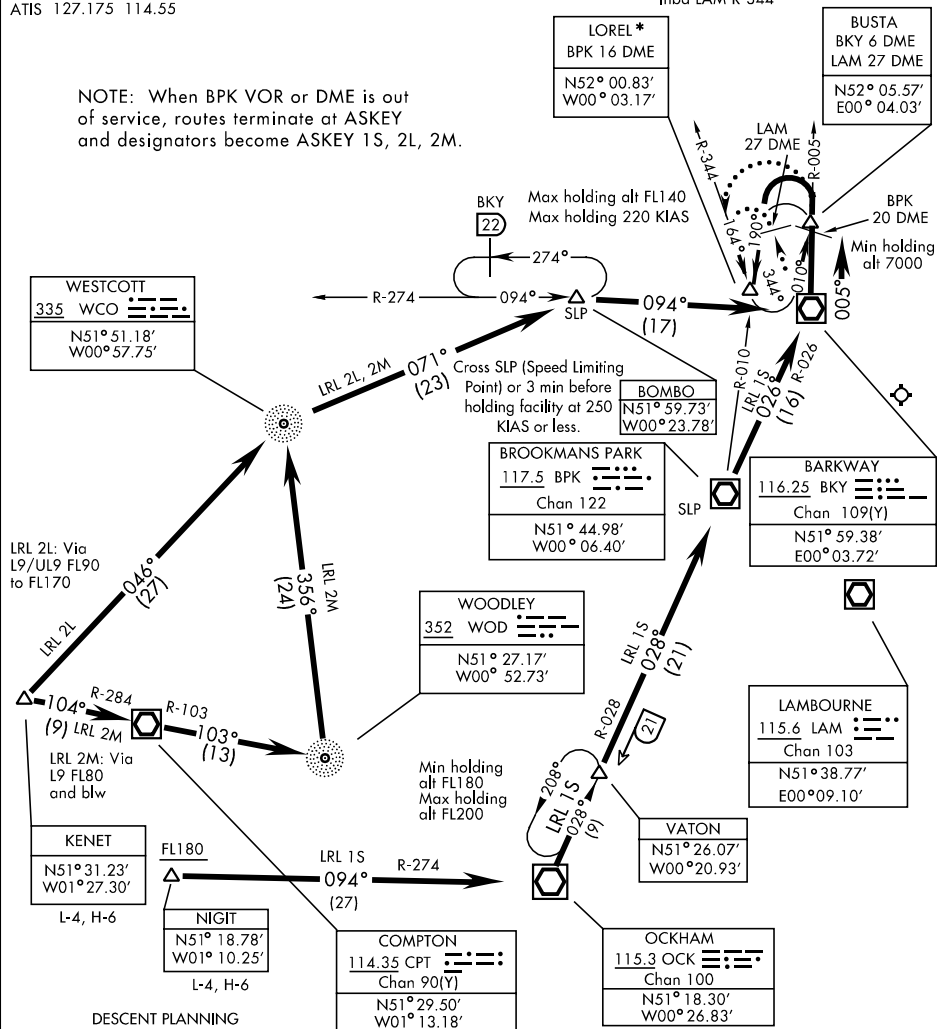 ATIS 127.175 114.55
NOTE: When BPK VOR or DME is out
of service, routes terminate at ASKEY
and designators become ASKEY 1S, 2L, 2M.
LOREL *
BPK 16 DME
N52° 00.83'
W00° 03.17'
BUSTA
BKY 6 DME
LAM 27 DME
N52° 05.57'
E00° 04.03'
LAM
27 DME
R-344
R-005
164°
190°
344°
010°
BPK
20 DME
Min holding
alt 7000
005°
BKY
22
Max holding alt FL140
Max holding 220 KIAS
274°
R-274
094°
SLP
094°
(17)
WESTCOTT
335 WCO
N51° 51.18'
W00° 57.75'
LRL 2L, 2M
071°
(23)
Cross SLP (Speed Limiting
Point) or 3 min before
holding facility at 250
KIAS or less.
BOMBO
N51° 59.73'
W00° 23.78'
R-010
LRL 1S
026°
(16)
R-026
BROOKMANS PARK
117.5 BPK
Chan 122
N51° 44.98'
W00° 06.40'
SLP
BARKWAY
116.25 BKY
Chan 109(Y)
N51° 59.38'
E00° 03.72'
LRL 2L: Via
L9/UL9 FL90
to FL170
046°
(27)
LRL 2L
356°
(24)
LRL 2M
WOODLEY
352 WOD
N51° 27.17'
W00° 52.73'
LRL 1S
028°
(21)
R-028
21
LAMBOURNE
115.6 LAM
Chan 103
N51° 38.77'
E00° 09.10'
104°
R-284
(9) LRL 2M
R-103
103°
(13)
LRL 2M: Via
L9 FL80
and blw
Min holding
alt FL180
Max holding
alt FL200
208°
LRL 1S
028°
(9)
VATON
N51° 26.07'
W00° 20.93'
KENET
N51° 31.23'
W01° 27.30'
L-4, H-6
FL180
LRL 1S
R-274
094°
(27)
NIGIT
N51° 18.78'
W01° 10.25'
L-4, H-6
COMPTON
114.35 CPT
Chan 90(Y)
N51° 29.50'
W01° 13.18'
OCKHAM
115.3 OCK
Chan 100
N51° 18.30'
W00° 26.83'
DESCENT PLANNING